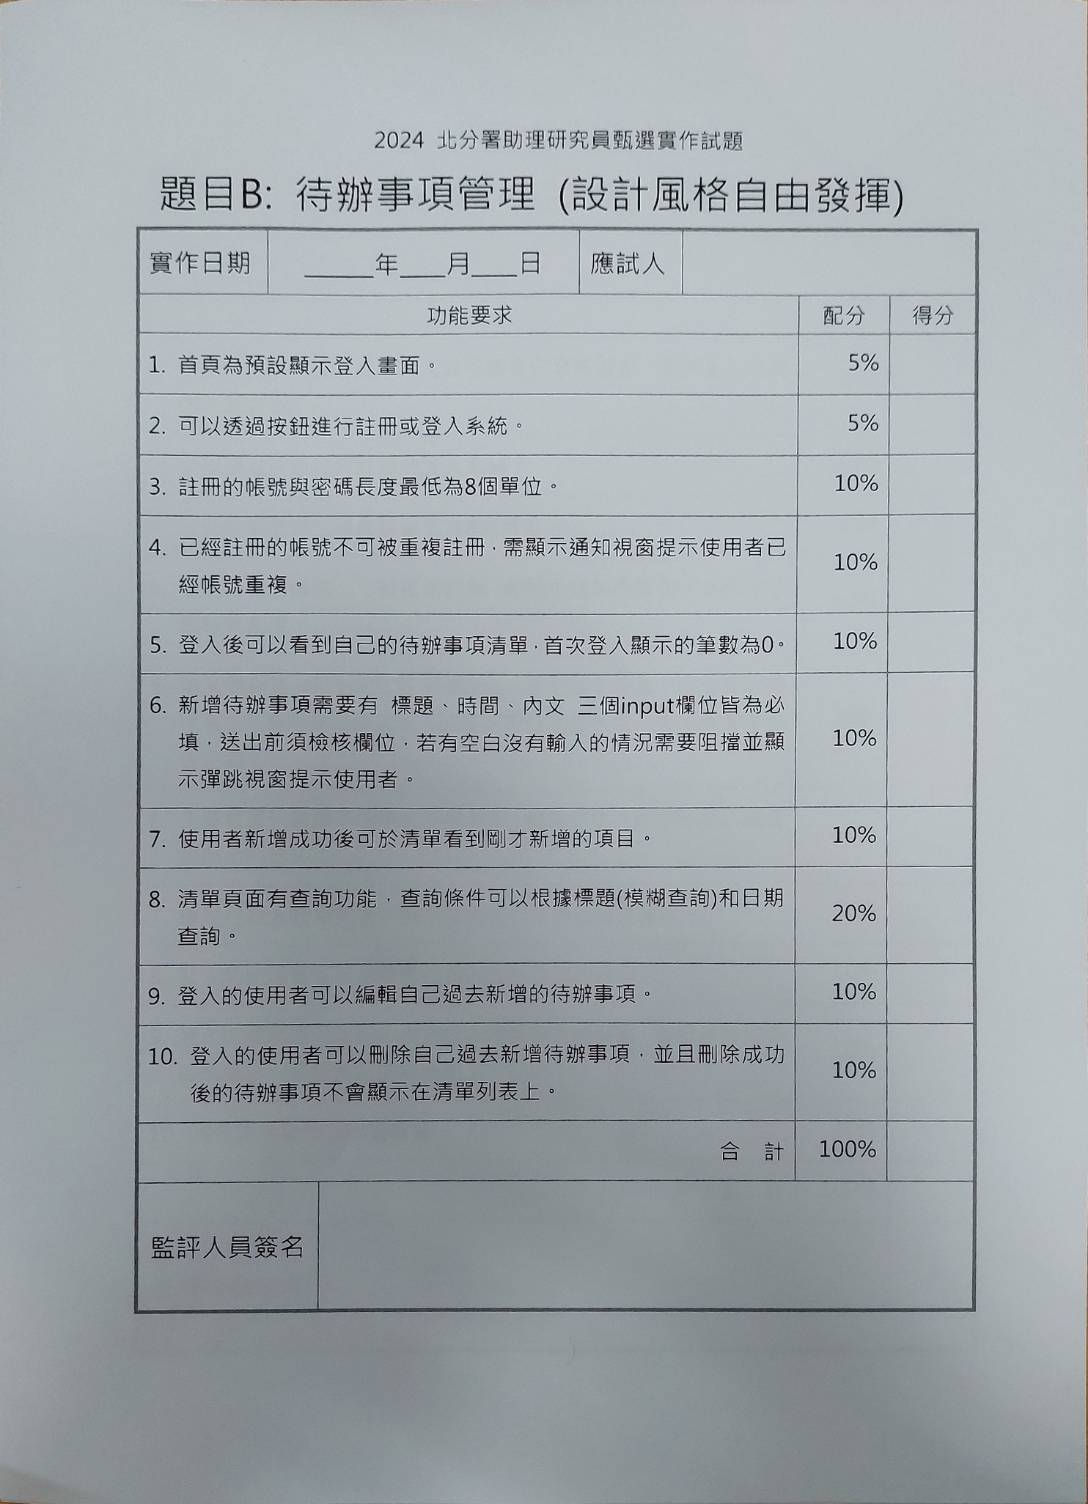 2024 北分署助理研究員甄選實作試題
題目B: 待辦事項管理 (設計風格自由發揮)
實作日期 ______年____月____日 應試人
功能要求 配分 得分
1. 首頁為預設顯示登入畫面。 5%
2. 可以透過按鈕進行註冊或登入系統。 5%
3. 註冊的帳號與密碼長度最低為8個單位。 10%
4. 已經註冊的帳號不可被重複註冊，需顯示通知視窗提示使用者已
經帳號重複。 10%
5. 登入後可以看到自己的待辦事項清單，首次登入顯示的筆數為0。 10%
6. 新增待辦事項需要有 標題、時間、內文 三個input欄位皆為必
填，送出前須檢核欄位，若有空白沒有輸入的情況需要阻擋並顯 10%
示彈跳視窗提示使用者。
7. 使用者新增成功後可於清單看到剛才新增的項目。 10%
8. 清單頁面有查詢功能，查詢條件可以根據標題(模糊查詢)和日期
查詢。 20%
9. 登入的使用者可以編輯自己過去新增的待辦事項。 10%
10. 登入的使用者可以刪除自己過去新增待辦事項，並且刪除成功
後的待辦事項不會顯示在清單列表上。 10%
合 計 100%
監評人員簽名